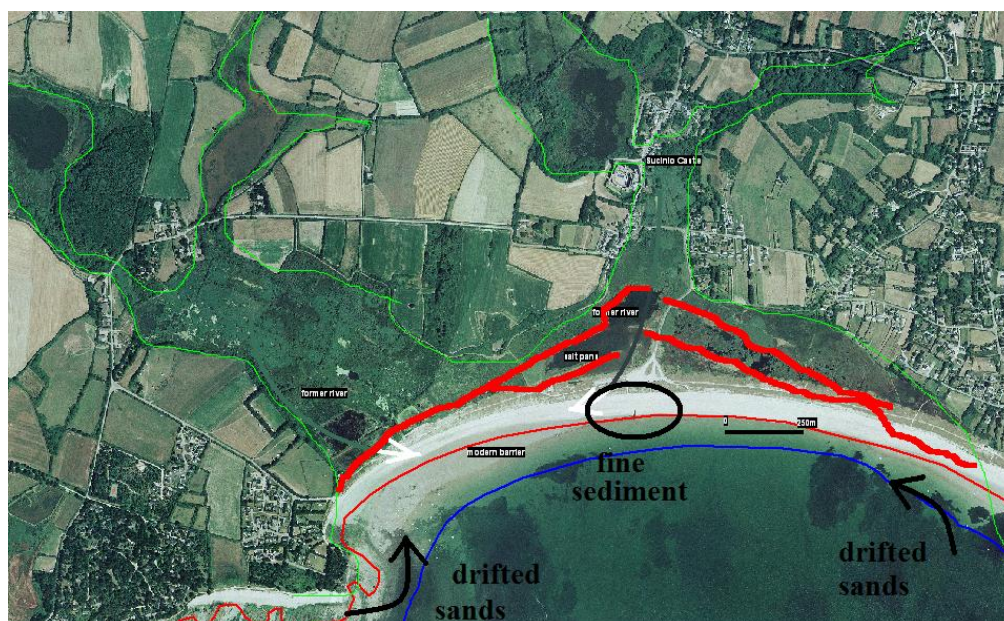 Sucinio Castle
former river
salt pans
former river
0
250m
modern barrier
fine
sediment
drifted
sands
drifted
sands